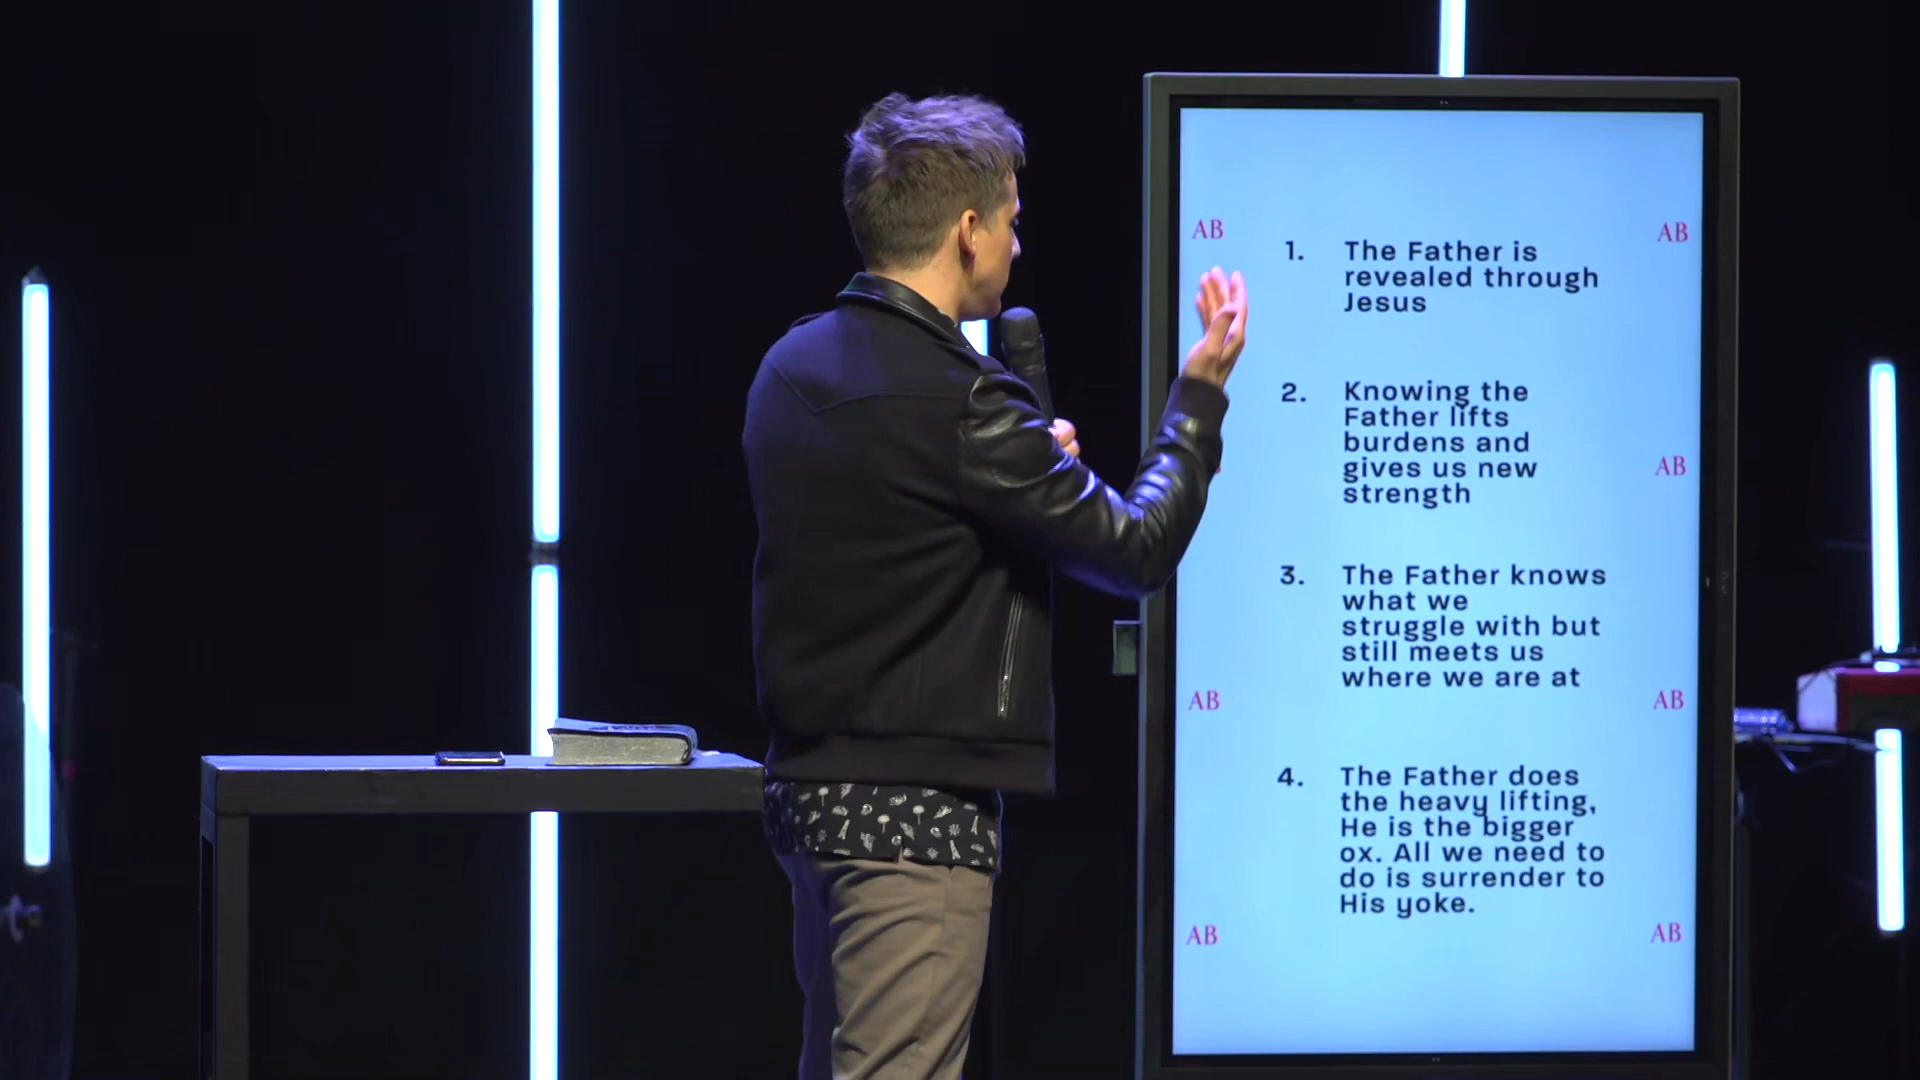 AB
AB
1. The Father is
revealed through
Jesus
2. Knowing the
Father lifts
burdens and
gives us new
strength
AB
3. The Father knows
what we
struggle with but
still meets us
where we are at
AB
AB
4. The Father does
the heavy lifting,
He is the bigger
ox. All we need to
do is surrender to
His yoke.
AB
AB